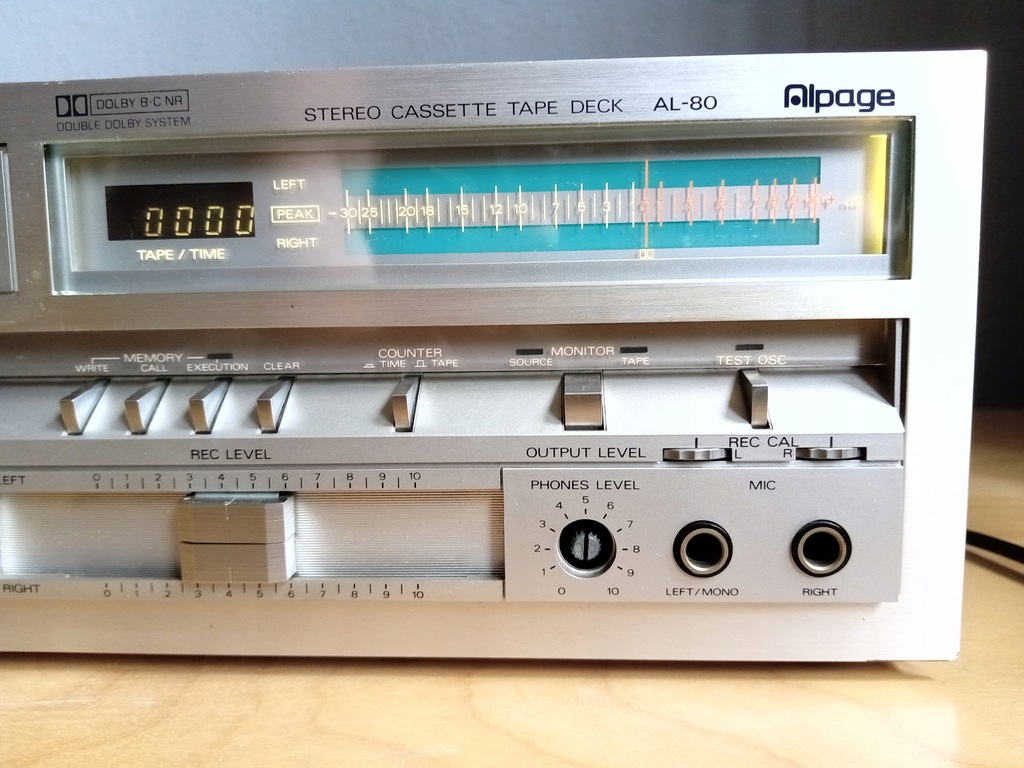 DOLBY B·C NR
DOUBLE DOLBY SYSTEM
STEREO CASSETTE TAPE DECK AL-80
Alpage
0000
TAPE / TIME
LEFT
PEAK
RIGHT
-30 25 20 18 15 12 10 7 5 3 1 0
MEMORY
WRITE CALL EXECUTION CLEAR
COUNTER
TIME TAPE
MONITOR
SOURCE TAPE
TEST OSC
REC LEVEL
OUTPUT LEVEL
REC CAL
L R
LEFT 0 1 2 3 4 5 6 7 8 9 10
RIGHT 0 1 2 3 4 5 6 7 8 9 10
PHONES LEVEL
0 1 2 3 4 5 6 7 8 9 10
MIC
LEFT/MONO
RIGHT